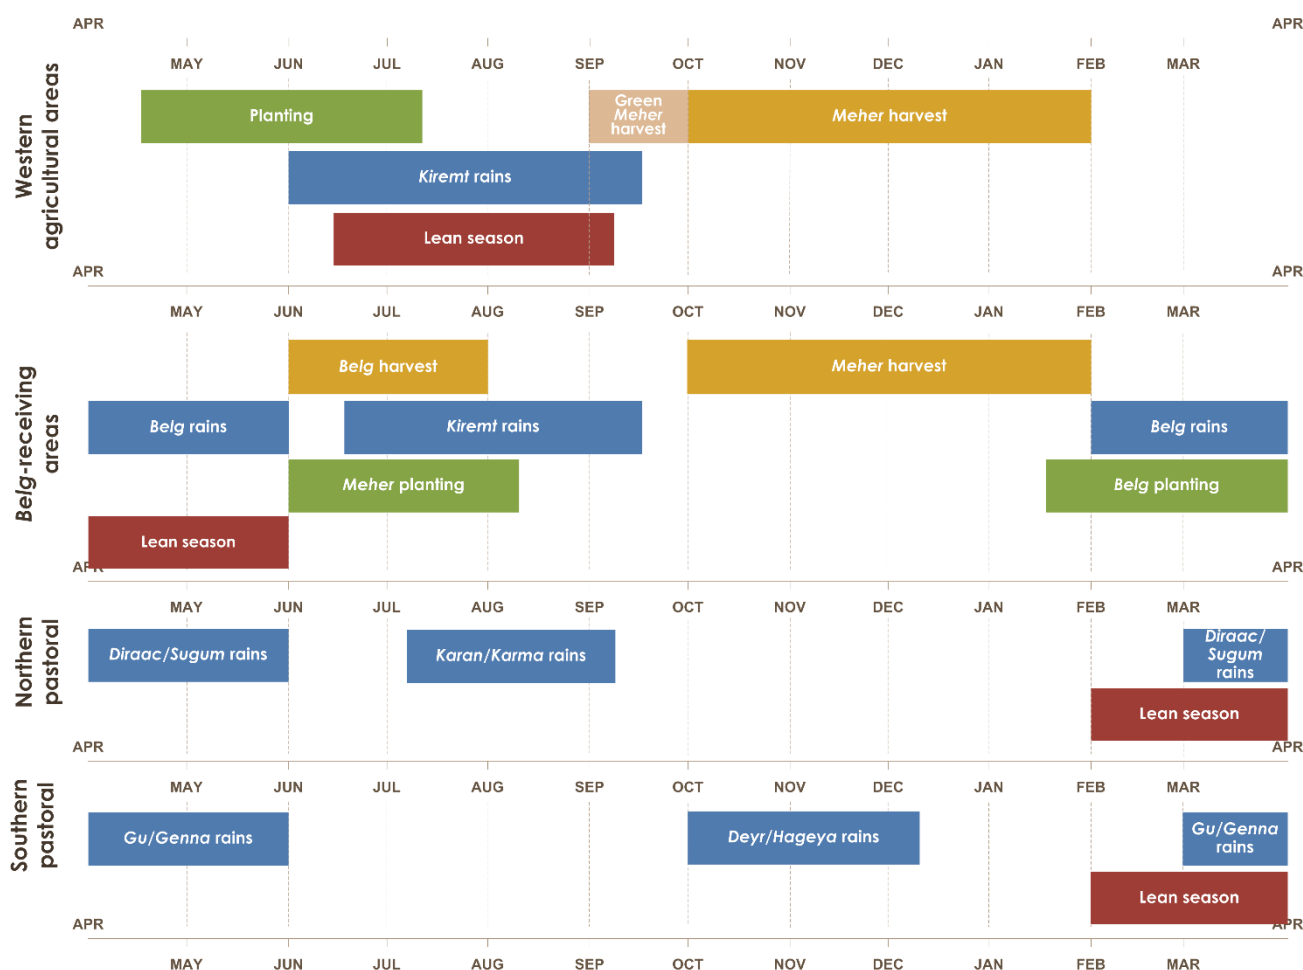 APR APR
MAY JUN JUL AUG SEP OCT NOV DEC JAN FEB MAR
Western
agricultural areas
Planting
Green
Meher
harvest
Meher harvest
Kiremt rains
Lean season
APR APR
MAY JUN JUL AUG SEP OCT NOV DEC JAN FEB MAR
Belg-receiving
areas
Belg harvest
Meher harvest
Belg rains
Kiremt rains
Belg rains
Meher planting
Belg planting
Lean season
APR APR
MAY JUN JUL AUG SEP OCT NOV DEC JAN FEB MAR
Northern
pastoral
Diraac/Sugum rains
Karan/Karma rains
Diraac/
Sugum
rains
Lean season
APR APR
MAY JUN JUL AUG SEP OCT NOV DEC JAN FEB MAR
Southern
pastoral
Gu/Genna rains
Deyr/Hageya rains
Gu/Genna
rains
Lean season
APR APR
MAY JUN JUL AUG SEP OCT NOV DEC JAN FEB MAR